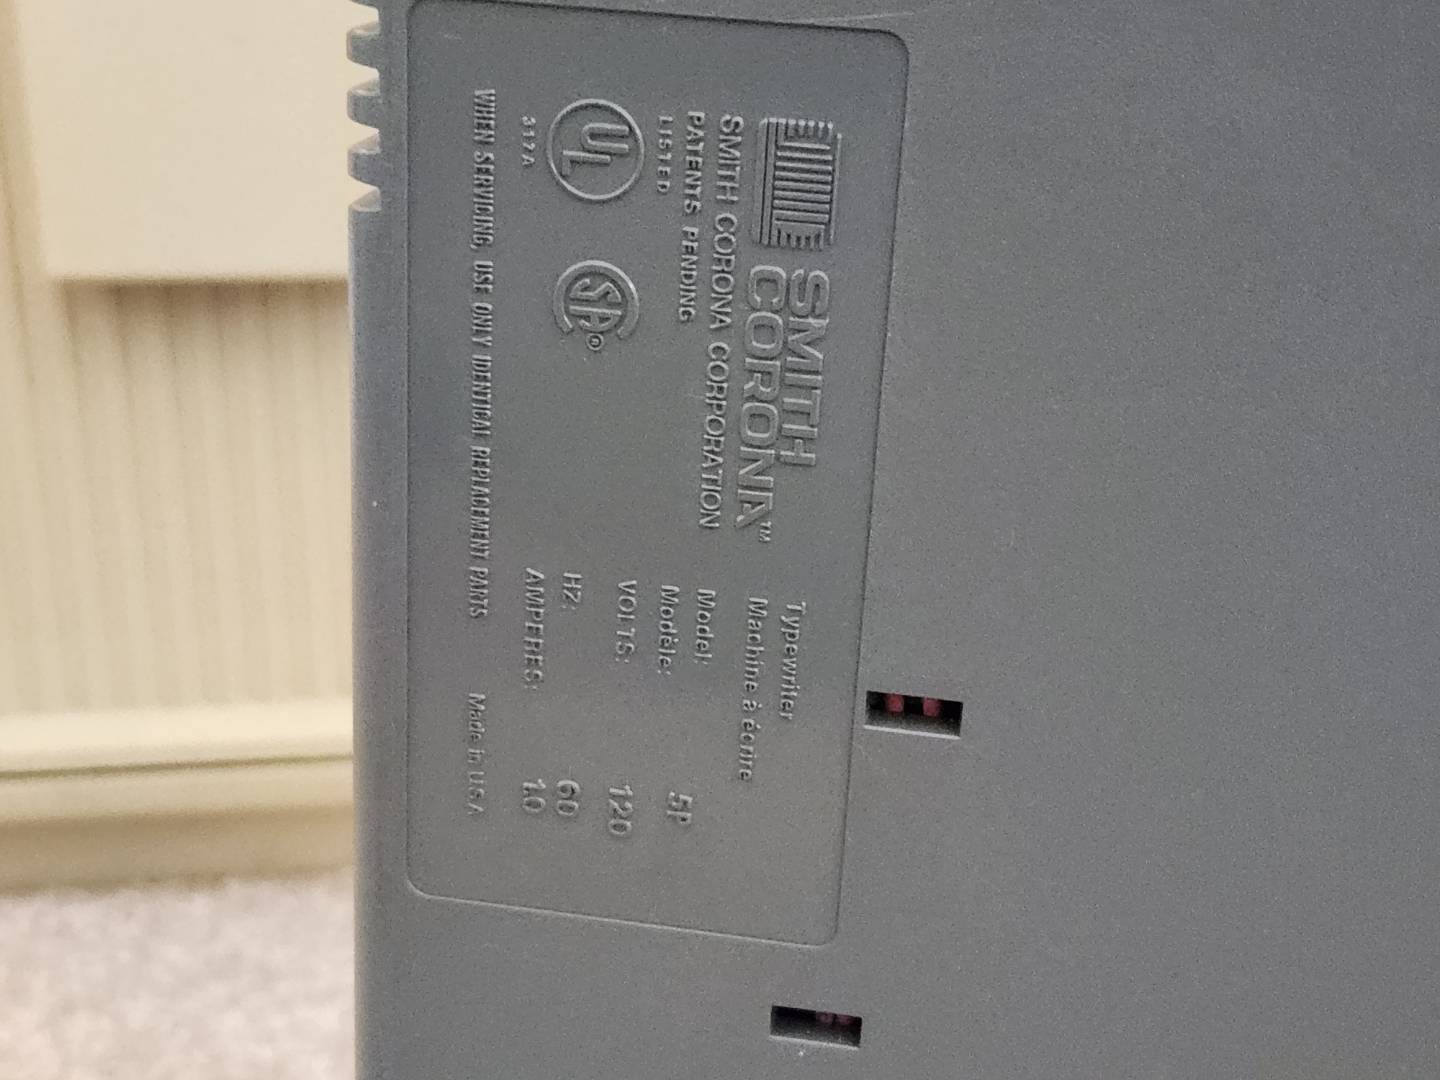 SMITH
CORONA™
SMITH CORONA CORPORATION
PATENTS PENDING
LISTED
UL
SA®
317A
WHEN SERVICING, USE ONLY IDENTICAL REPLACEMENT PARTS
Typewriter
Machine à écrire
Model:
Modèle: 5P
VOLTS: 120
HZ: 60
AMPERES: 1.0
Made in U.S.A